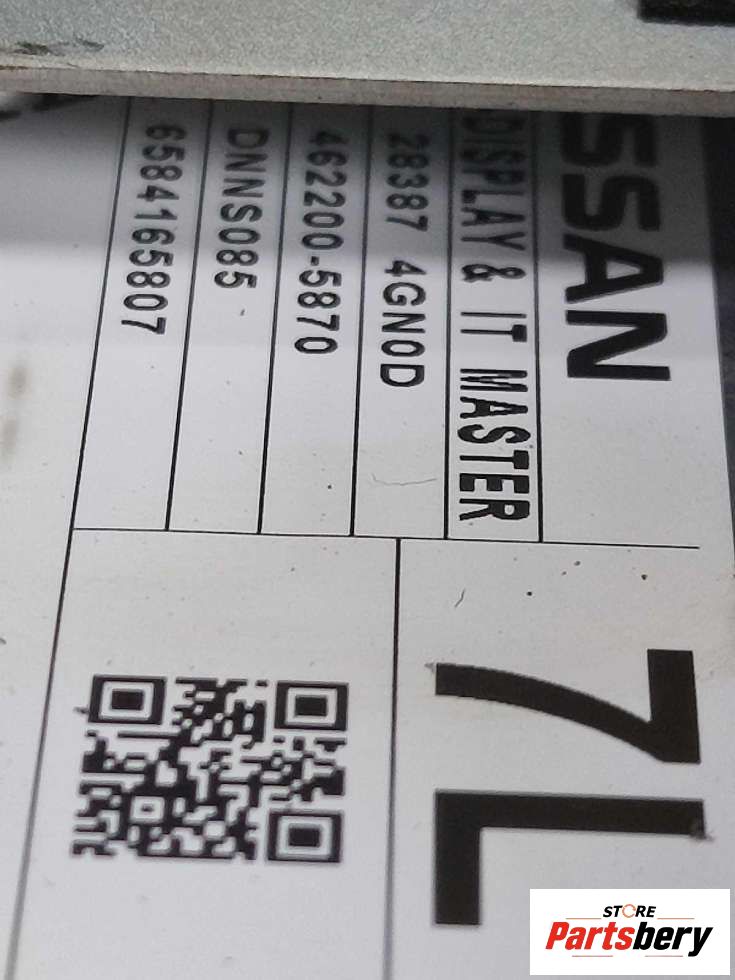 SSAN
DISPLAY & IT MASTER
28387 4GN0D
462200-5870
DNNS085
6584165807
7L
STORE
Partsbery